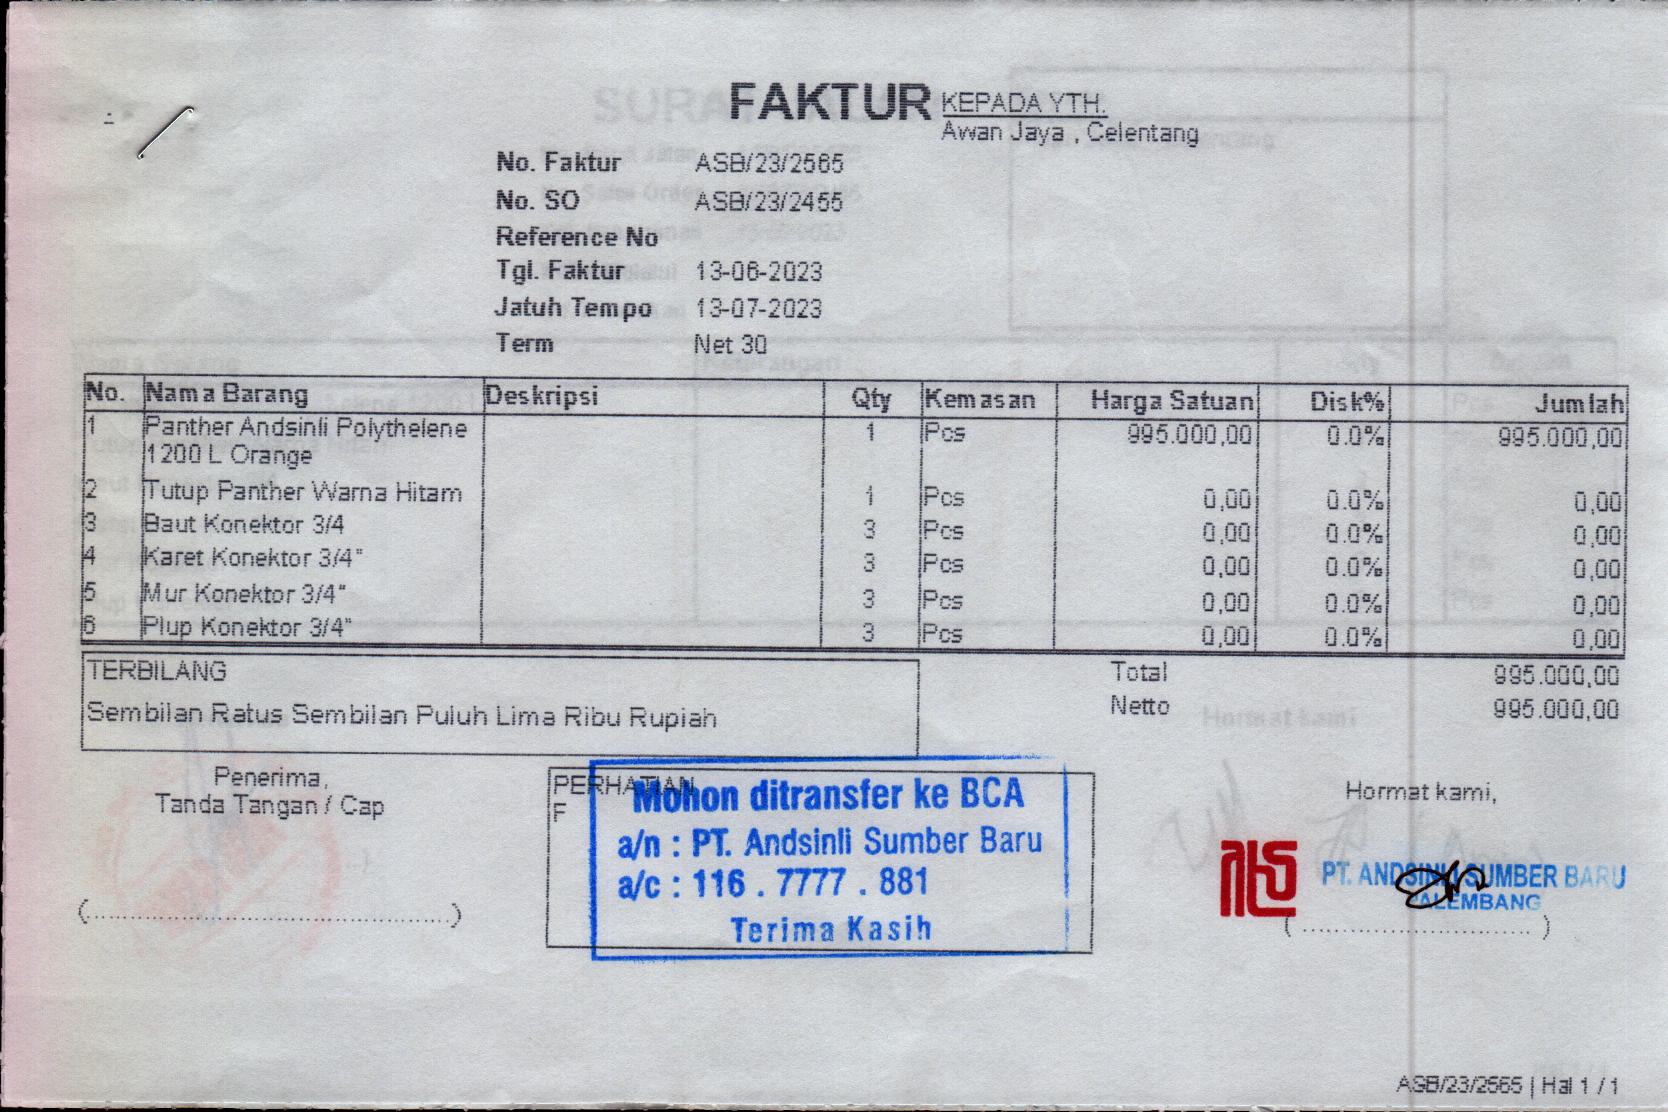 FAKTUR
KEPADA YTH.
Awan Jaya , Celentang
No. Faktur ASB/23/2565
No. SO ASB/23/2455
Reference No
Tgl. Faktur 13-06-2023
Jatuh Tempo 13-07-2023
Term Net 30
No. Nama Barang Deskripsi Qty Kemasan Harga Satuan Disk% Jumlah
1 Panther Andsinli Polythelene 1 Pcs 995.000,00 0.0% 995.000,00
1200 L Orange
2 Tutup Panther Warna Hitam 1 Pcs 0,00 0.0% 0,00
3 Baut Konektor 3/4 3 Pcs 0,00 0.0% 0,00
4 Karet Konektor 3/4" 3 Pcs 0,00 0.0% 0,00
5 Mur Konektor 3/4" 3 Pcs 0,00 0.0% 0,00
6 Plup Konektor 3/4" 3 Pcs 0,00 0.0% 0,00
TERBILANG
Sembilan Ratus Sembilan Puluh Lima Ribu Rupiah
Total 995.000,00
Netto 995.000,00
Penerima,
Tanda Tangan / Cap
(................................................)
PERHATIAN
F
Mohon ditransfer ke BCA
a/n : PT. Andsinli Sumber Baru
a/c : 116 . 7777 . 881
Terima Kasih
Hormat kami,
PT. ANDSINLI SUMBER BARU
PALEMBANG
(..............................)
ASB/23/2565 | Hal 1 / 1